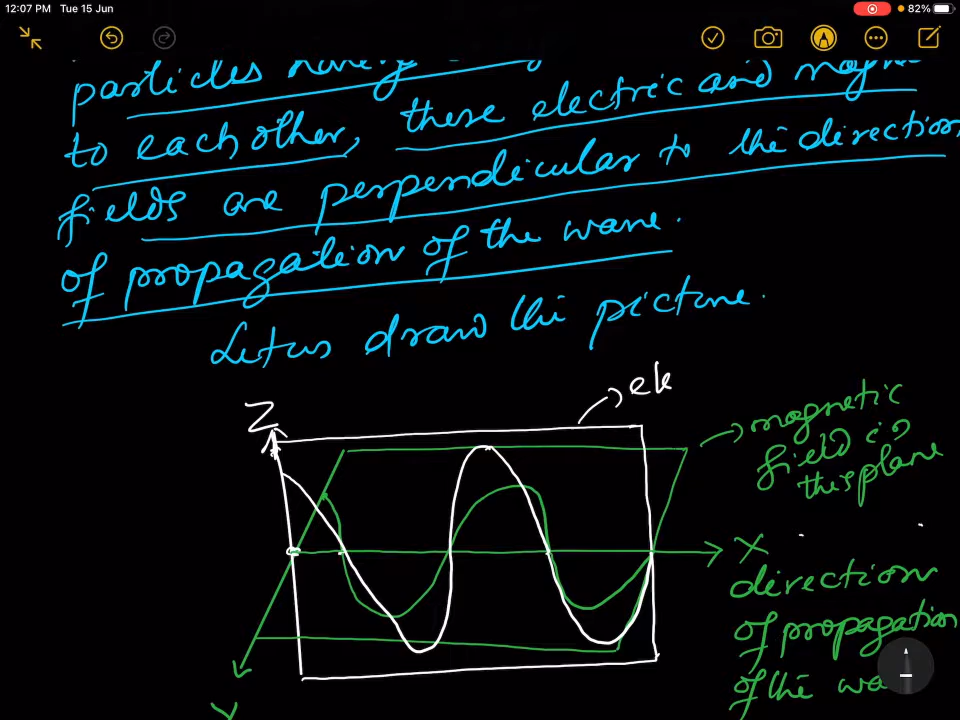 12:07 PM Tue 15 Jun
82%
particles
to each other, these electric and
fields are perpendicular to the direction
of propagation of the wave.
Let us draw the picture.
Z
magnetic
field is
this plane
X
direction
of propagation
of the
Y